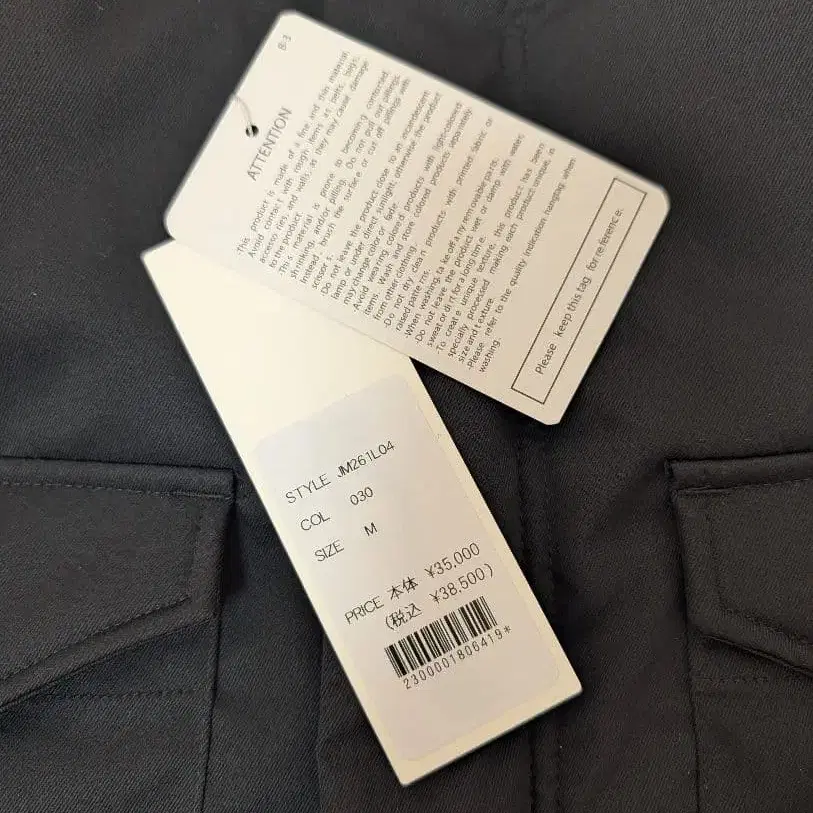 B-3
ATTENTION
-This product is made of a fine and thin material.
Avoid contact with rough items as belts, bags,
accesso ries, and walls, as they may cause damage
to the product.
-This material is prone to becoming contorted,
shrinking, and/or pilling. Do not pull out pillings.
Instead, brush the surface or cut off pillings with
scissors.
-Do not leave the product close to an incandescent
lamp or under direct sunlight; otherwise the product
may change color or fade.
-Avoid wearing colored products with light-colored
items. Wash and store colored products separately
from other clothing.
-Do not dry clean products with printed fabric or
raised patterns.
-When washing, take off any removable parts.
-Do not leave the product wet or damp with water,
sweat or dirt for a long time.
-To create unique texture, this product has been
specially processed making each product unique in
size and texture.
-Please refer to the quality indication hanging when
washing.
Please keep this tag for reference.
STYLE JM261L04
COL 030
SIZE M
PRICE 本体 ¥35,000
(税込 ¥38,500)
2300001806419*